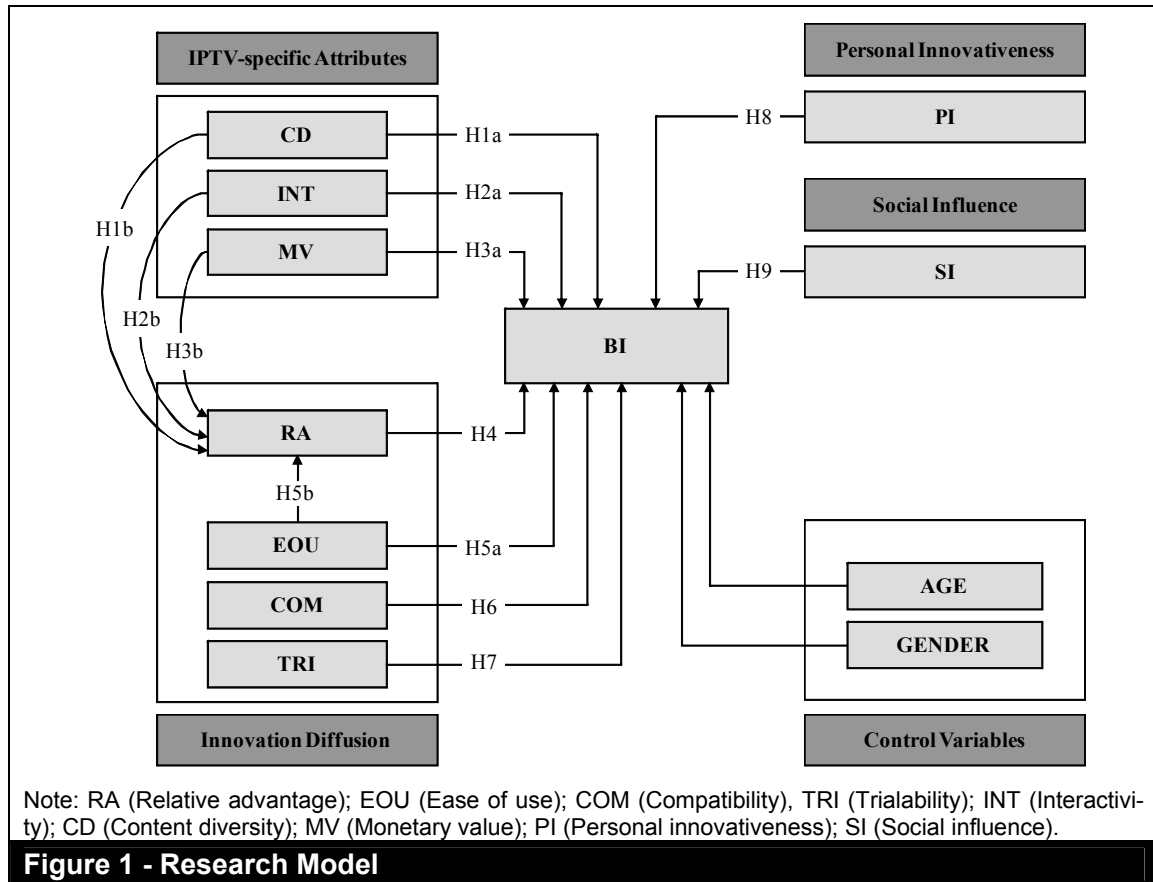 IPTV-specific Attributes
CD
INT
MV
H1a
H2a
H3a
H1b
H2b
H3b
Personal Innovativeness
PI
H8
Social Influence
SI
H9
BI
RA
H4
H5b
EOU
H5a
COM
H6
TRI
H7
Innovation Diffusion
AGE
GENDER
Control Variables
Note: RA (Relative advantage); EOU (Ease of use); COM (Compatibility), TRI (Trialability); INT (Interactivi-
ty); CD (Content diversity); MV (Monetary value); PI (Personal innovativeness); SI (Social influence).
Figure 1 - Research Model